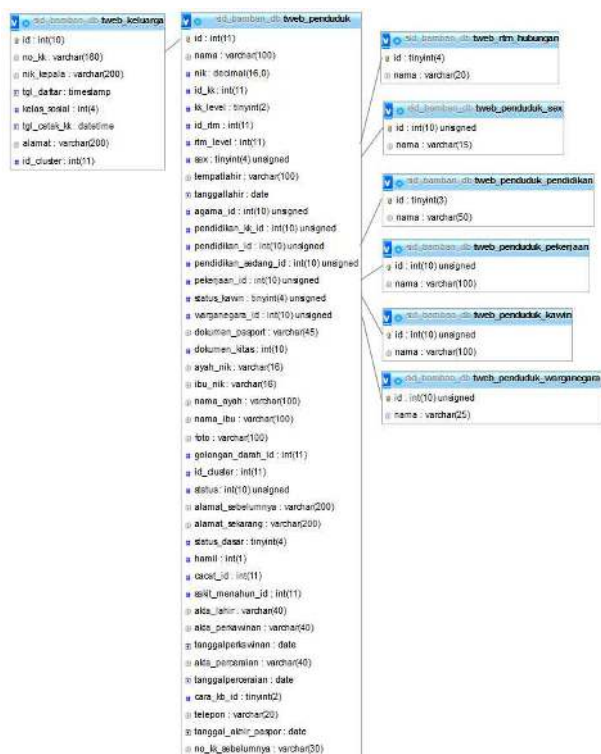 sid_bamban_db tweb_keluarga
id : int(10)
no_kk : varchar(160)
nik_kepala : varchar(200)
tgl_daftar : timestamp
kelas_sosial : int(4)
tgl_cetak_kk : datetime
alamat : varchar(200)
id_cluster : int(11)
sid_bamban_db tweb_penduduk
id : int(11)
nama : varchar(100)
nik : decimal(16,0)
id_kk : int(11)
kk_level : tinyint(2)
id_rtm : int(11)
rtm_level : int(11)
sex : tinyint(4) unsigned
tempatlahir : varchar(100)
tanggallahir : date
agama_id : int(10) unsigned
pendidikan_kk_id : int(10) unsigned
pendidikan_id : int(10) unsigned
pendidikan_sedang_id : int(10) unsigned
pekerjaan_id : int(10) unsigned
status_kawin : tinyint(4) unsigned
warganegara_id : int(10) unsigned
dokumen_pasport : varchar(45)
dokumen_kitas : int(10)
ayah_nik : varchar(16)
ibu_nik : varchar(16)
nama_ayah : varchar(100)
nama_ibu : varchar(100)
foto : varchar(100)
golongan_darah_id : int(11)
id_cluster : int(11)
status : int(10) unsigned
alamat_sebelumnya : varchar(200)
alamat_sekarang : varchar(200)
status_dasar : tinyint(4)
hamil : int(1)
cacat_id : int(11)
sakit_menahun_id : int(11)
akta_lahir : varchar(40)
akta_perkawinan : varchar(40)
tanggalperkawinan : date
akta_perceraian : varchar(40)
tanggalperceraian : date
cara_kb_id : tinyint(2)
telepon : varchar(20)
tanggal_akhir_paspor : date
no_kk_sebelumnya : varchar(30)
sid_bamban_db tweb_rtm_hubungan
id : tinyint(4)
nama : varchar(20)
sid_bamban_db tweb_penduduk_sex
id : int(10) unsigned
nama : varchar(15)
sid_bamban_db tweb_penduduk_pendidikan
id : tinyint(3)
nama : varchar(50)
sid_bamban_db tweb_penduduk_pekerjaan
id : int(10) unsigned
nama : varchar(100)
sid_bamban_db tweb_penduduk_kawin
id : int(10) unsigned
nama : varchar(100)
sid_bamban_db tweb_penduduk_warganegara
id : int(10) unsigned
nama : varchar(25)